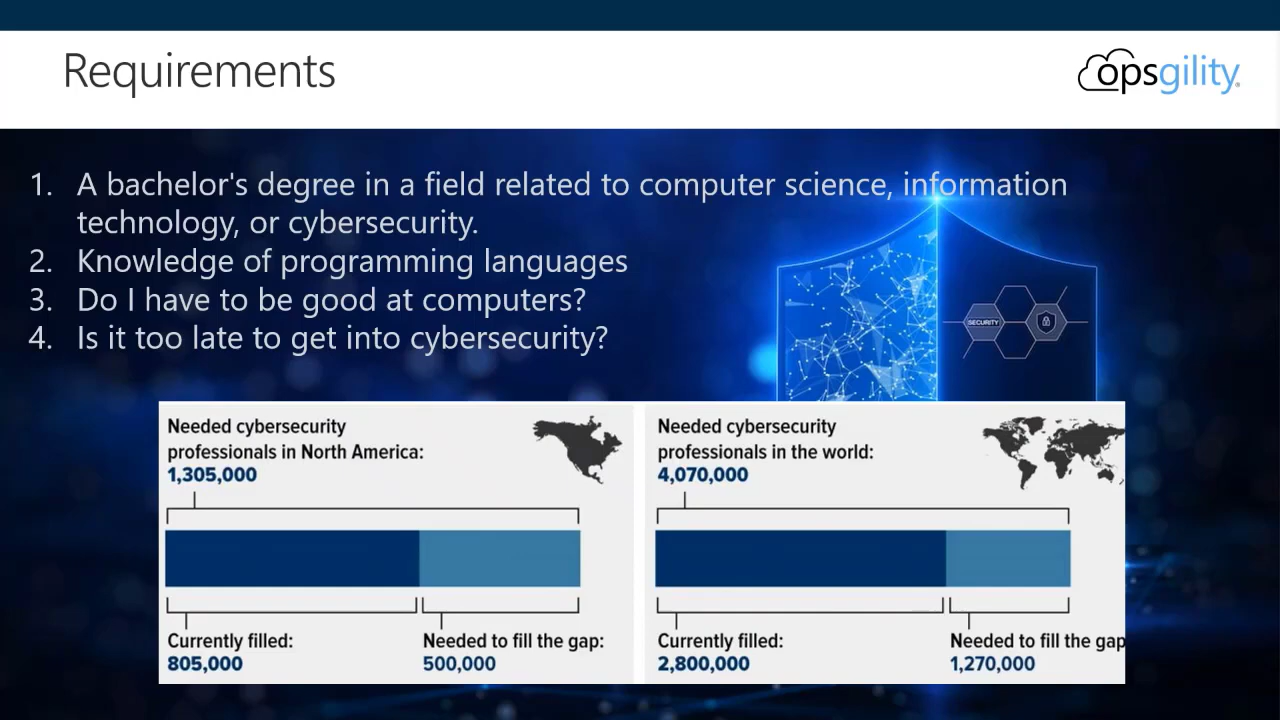 Requirements
opsgility
1. A bachelor's degree in a field related to computer science, information
technology, or cybersecurity.
2. Knowledge of programming languages
3. Do I have to be good at computers?
4. Is it too late to get into cybersecurity?
SECURITY
Needed cybersecurity
professionals in North America:
1,305,000
Currently filled:
805,000
Needed to fill the gap:
500,000
Needed cybersecurity
professionals in the world:
4,070,000
Currently filled:
2,800,000
Needed to fill the gap
1,270,000